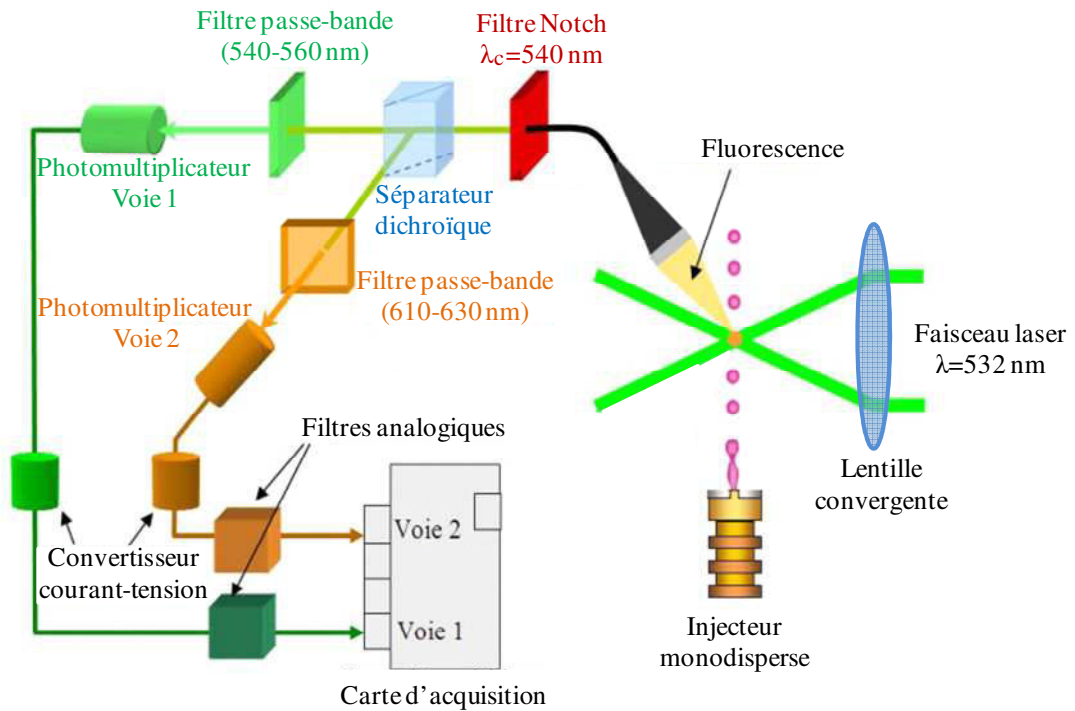 Filtre passe-bande
(540-560 nm)
Filtre Notch
λc=540 nm
Photomultiplicateur
Voie 1
Séparateur
dichroïque
Fluorescence
Photomultiplicateur
Voie 2
Filtre passe-bande
(610-630 nm)
Faisceau laser
λ=532 nm
Filtres analogiques
Lentille
convergente
Convertisseur
courant-tension
Voie 2
Voie 1
Injecteur
monodisperse
Carte d'acquisition